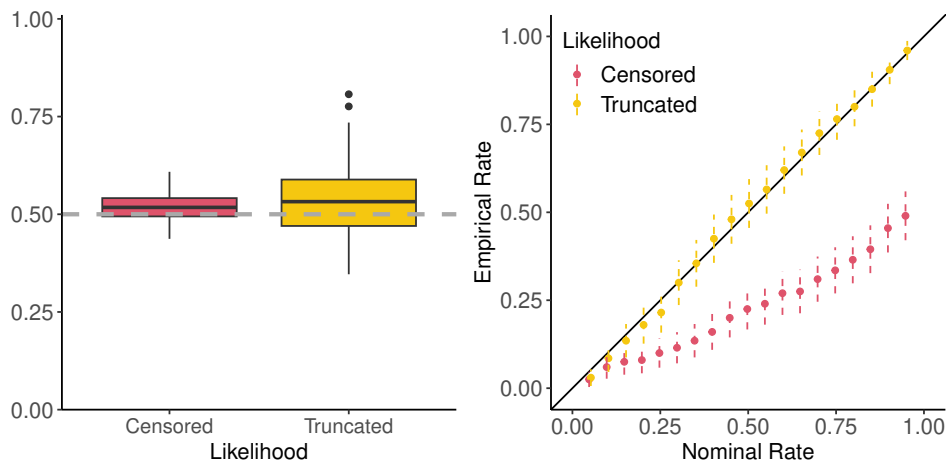 1.00
0.75
0.50
0.25
0.00
Censored
Truncated
Likelihood
Empirical Rate
1.00
0.75
0.50
0.25
0.00
Likelihood
Censored
Truncated
0.00
0.25
0.50
0.75
1.00
Nominal Rate